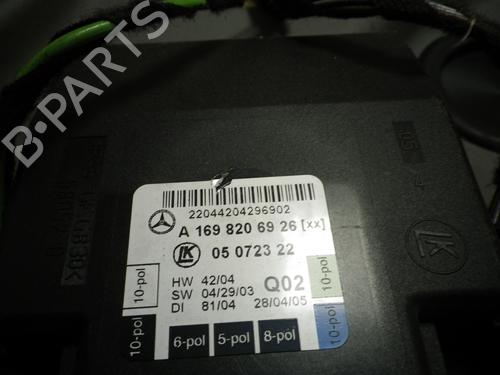 22044204296902
A 169 820 69 26 [xx]
LK 05 0723 22
HW 42/04
SW 04/29/03
DI 81/04 28/04/05
Q02
10-pol
10-pol
10-pol
10-pol
6-pol 5-pol 8-pol
LK
B-PARTS